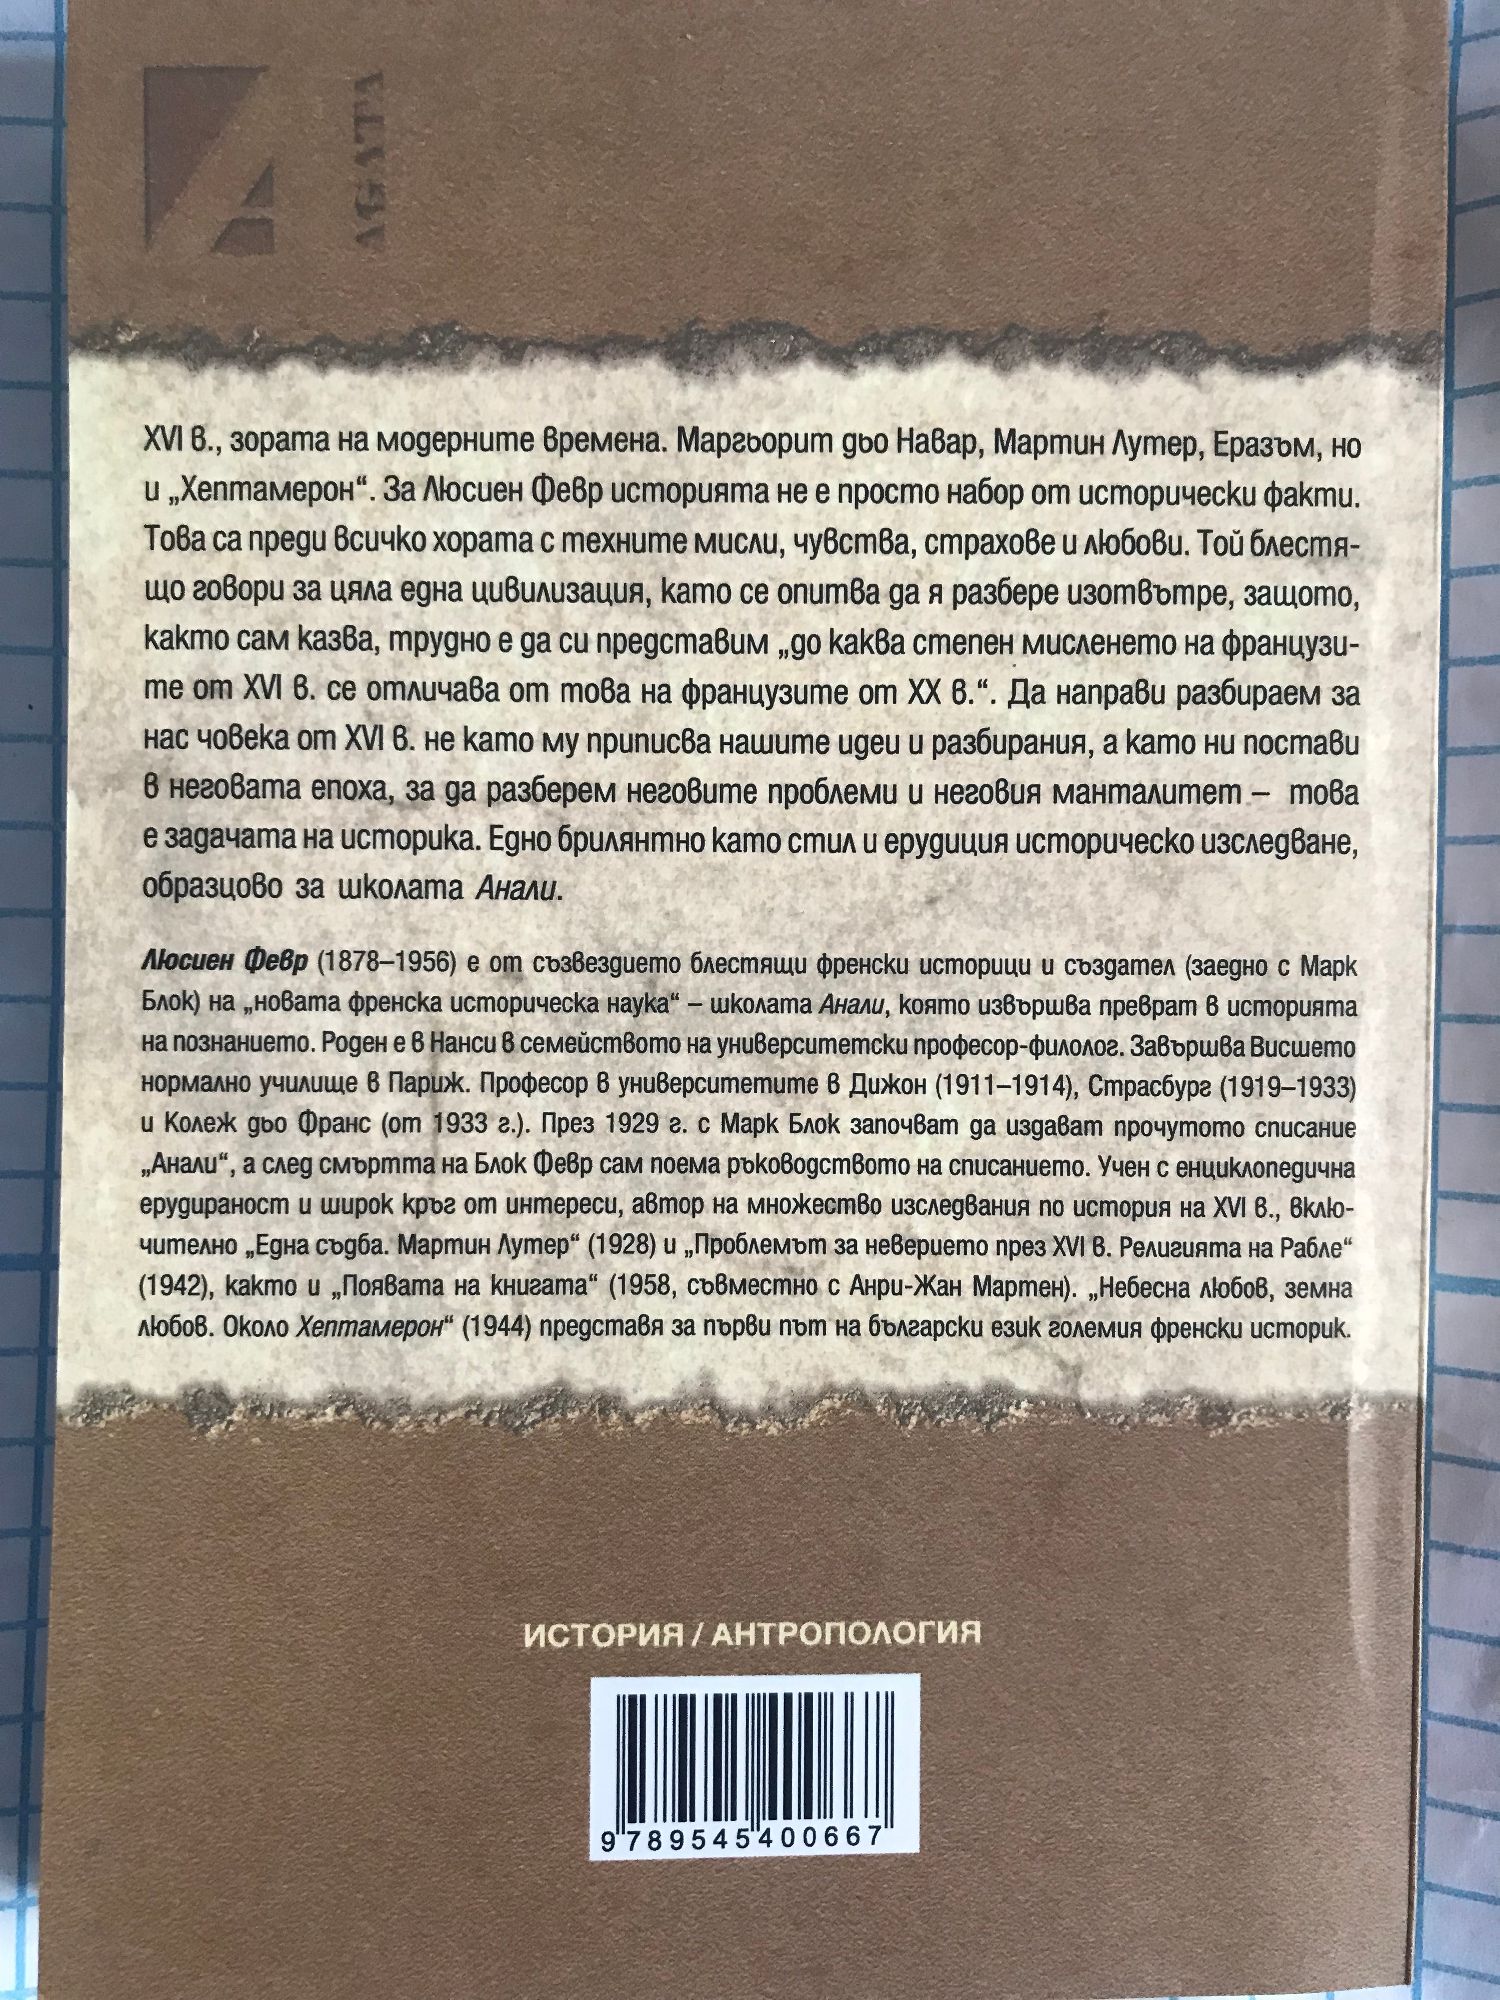 AGATA
XVI в., зората на модерните времена. Маргьорит дьо Навар, Мартин Лутер, Еразъм, но
и „Хептамерон“. За Люсиен Февр историята не е просто набор от исторически факти.
Това са преди всичко хората с техните мисли, чувства, страхове и любови. Той блестя-
що говори за цяла една цивилизация, като се опитва да я разбере изотвътре, защото,
както сам казва, трудно е да си представим „до каква степен мисленето на французи-
те от XVI в. се отличава от това на французите от XX в.“. Да направи разбираем за
нас човека от XVI в. не като му приписва нашите идеи и разбирания, а като ни постави
в неговата епоха, за да разберем неговите проблеми и неговия манталитет – това
е задачата на историка. Едно брилянтно като стил и ерудиция историческо изследване,
образцово за школата Анали.
Люсиен Февр (1878–1956) е от съзвездието блестящи френски историци и създател (заедно с Марк
Блок) на „новата френска историческа наука“ – школата Анали, която извършва преврат в историята
на познанието. Роден е в Нанси в семейството на университетски професор-филолог. Завършва Висшето
нормално училище в Париж. Професор в университетите в Дижон (1911–1914), Страсбург (1919–1933)
и Колеж дьо Франс (от 1933 г.). През 1929 г. с Марк Блок започват да издават прочутото списание
„Анали“, а след смъртта на Блок Февр сам поема ръководството на списанието. Учен с енциклопедична
ерудираност и широк кръг от интереси, автор на множество изследвания по история на XVI в., вклю-
чително „Една съдба. Мартин Лутер“ (1928) и „Проблемът за неверието през XVI в. Религията на Рабле“
(1942), както и „Появата на книгата“ (1958, съвместно с Анри-Жан Мартен). „Небесна любов, земна
любов. Около Хептамерон“ (1944) представя за първи път на български език големия френски историк.
ИСТОРИЯ / АНТРОПОЛОГИЯ
9789545400667